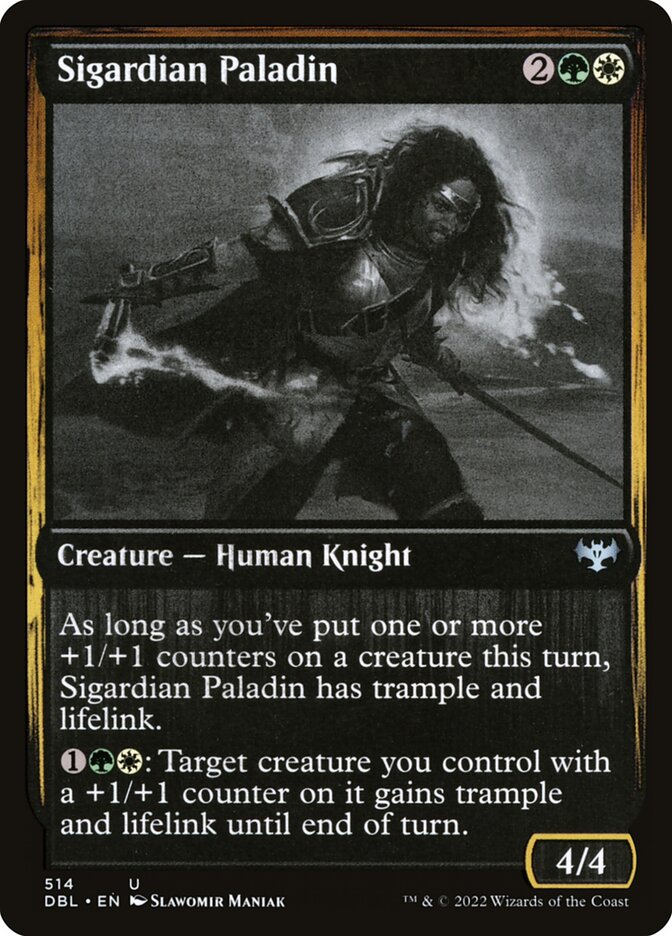 Sigardian Paladin 2
Creature — Human Knight
As long as you've put one or more
+1/+1 counters on a creature this turn,
Sigardian Paladin has trample and
lifelink.
1: Target creature you control with
a +1/+1 counter on it gains trample
and lifelink until end of turn.
4/4
514 U
DBL • EN Slawomir Maniak ™ & © 2022 Wizards of the Coast